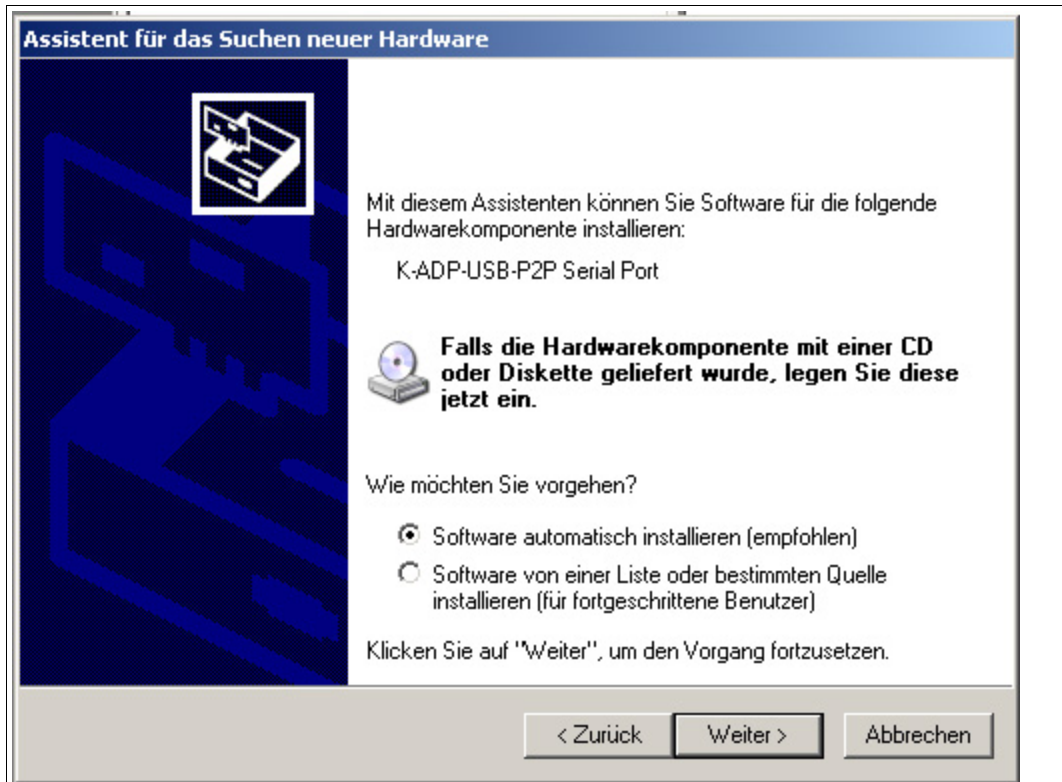 Assistent für das Suchen neuer Hardware
Mit diesem Assistenten können Sie Software für die folgende
Hardwarekomponente installieren:
K-ADP-USB-P2P Serial Port
Falls die Hardwarekomponente mit einer CD
oder Diskette geliefert wurde, legen Sie diese
jetzt ein.
Wie möchten Sie vorgehen?
Software automatisch installieren (empfohlen)
Software von einer Liste oder bestimmten Quelle
installieren (für fortgeschrittene Benutzer)
Klicken Sie auf "Weiter", um den Vorgang fortzusetzen.
< Zurück Weiter > Abbrechen